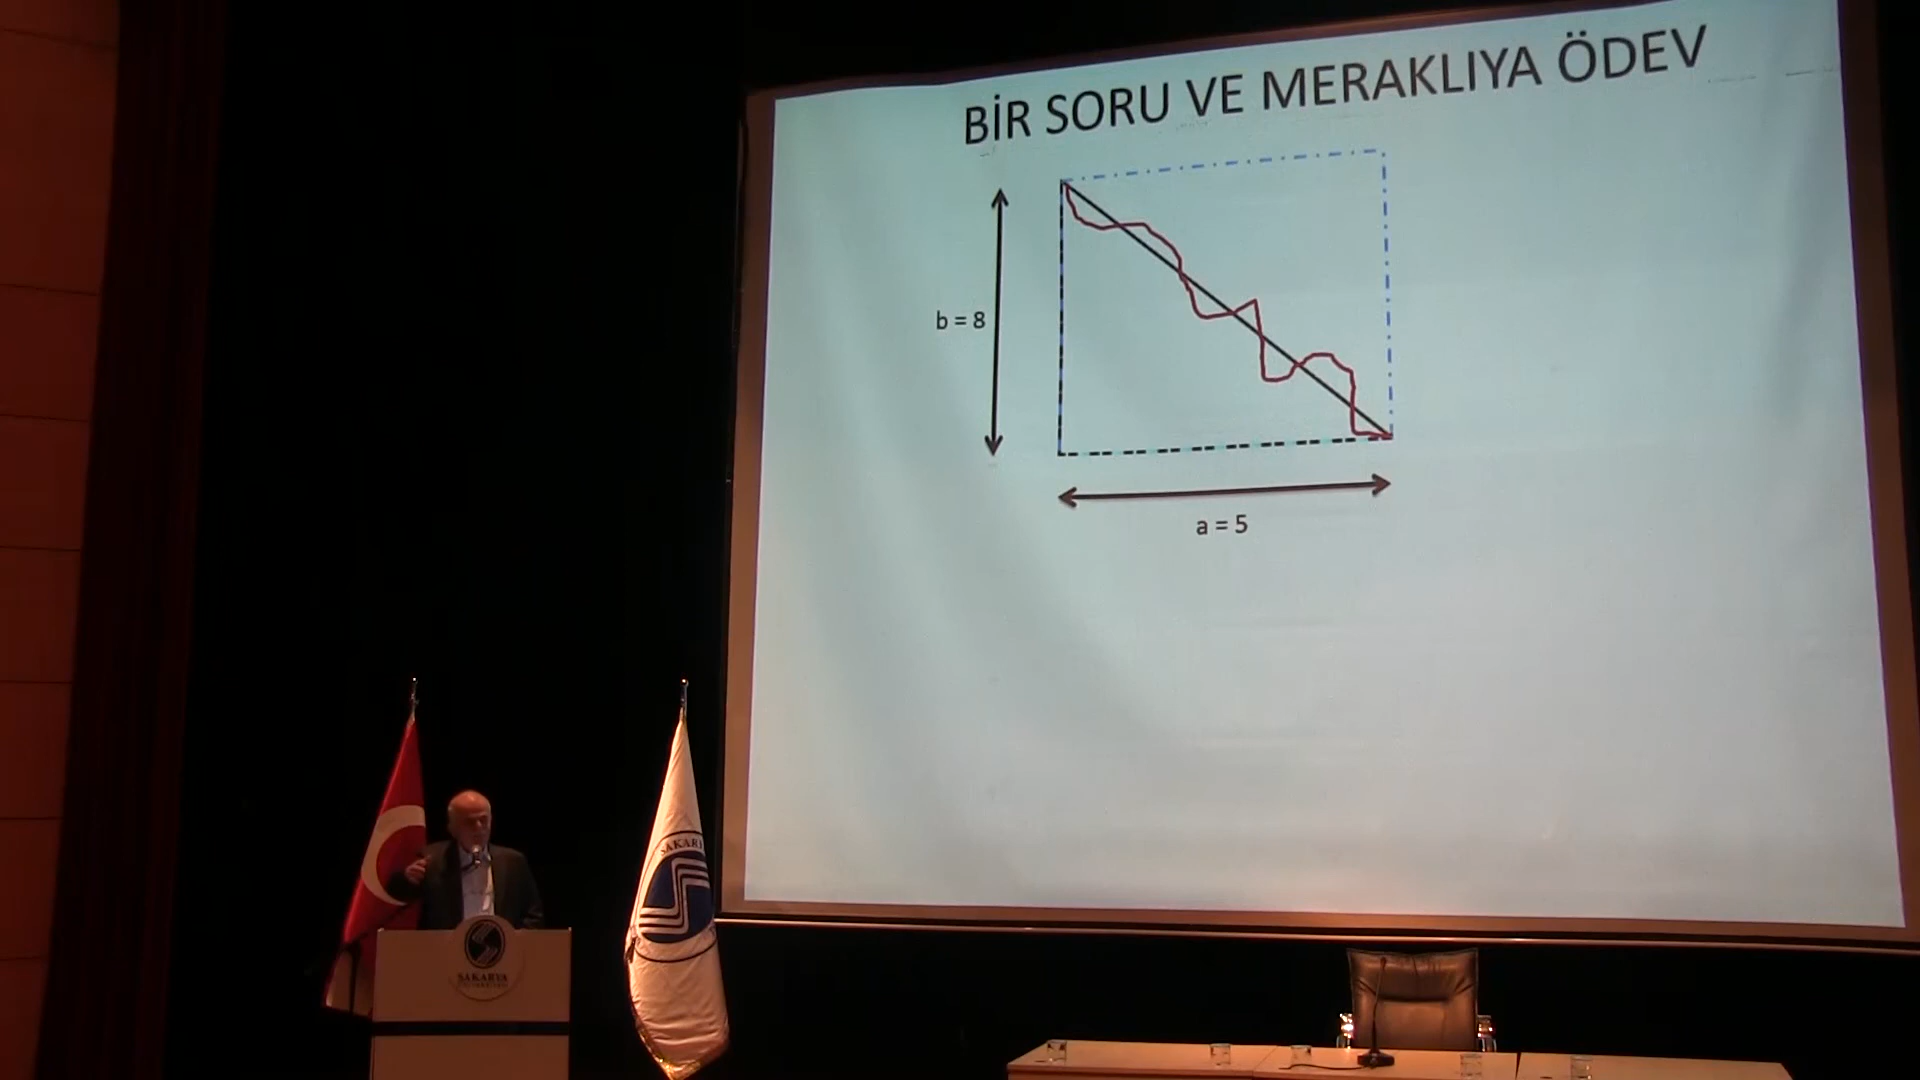 BİR SORU VE MERAKLIYA ÖDEV
b = 8
a = 5
SAKARYA